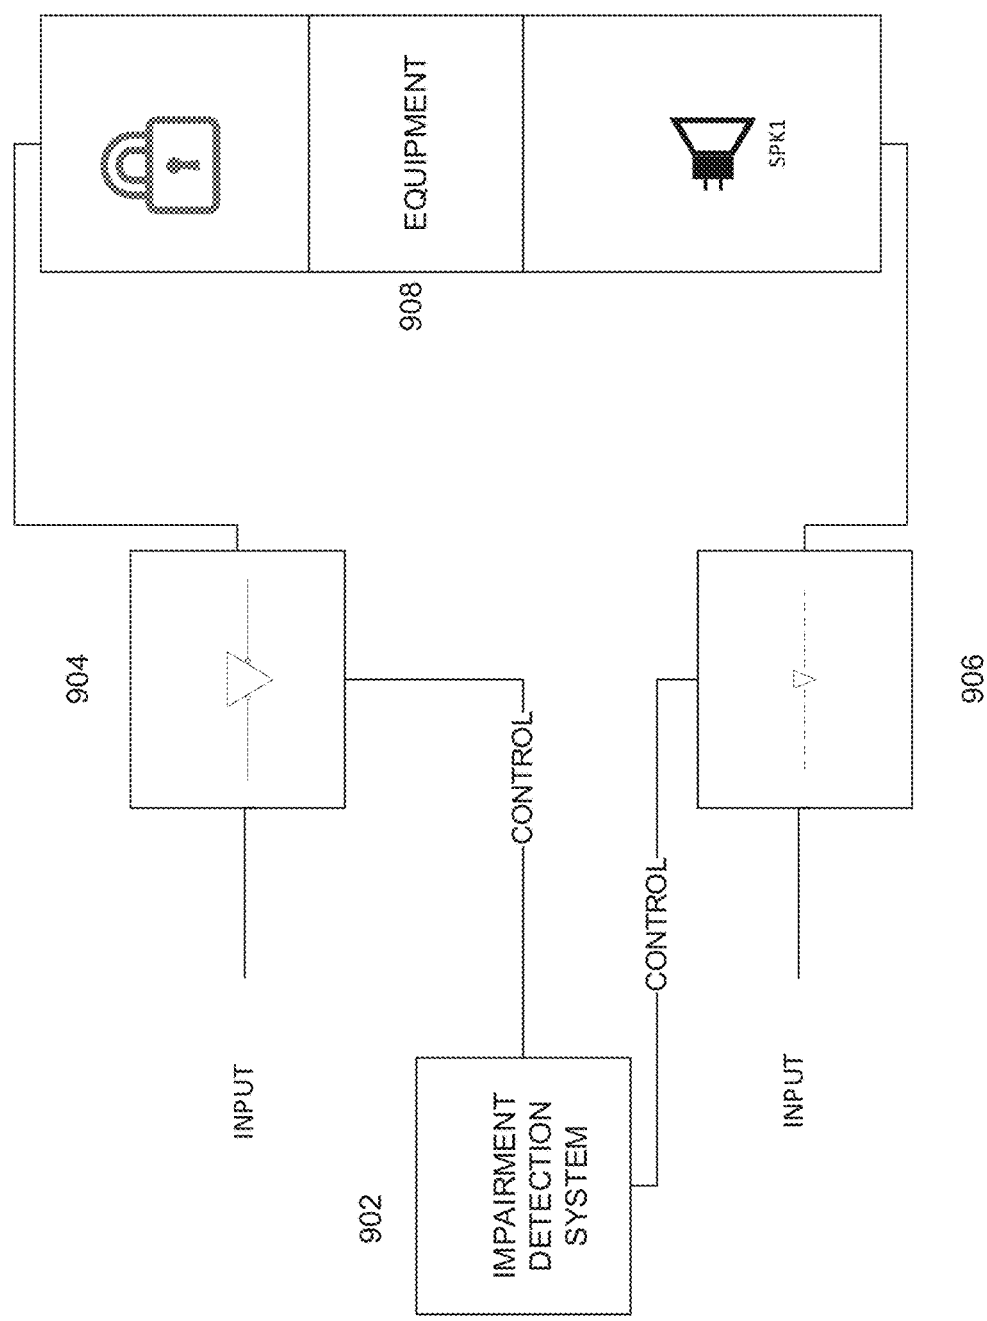 904
INPUT
CONTROL
902
IMPAIRMENT
DETECTION
SYSTEM
CONTROL
INPUT
906
908
EQUIPMENT
SPK1